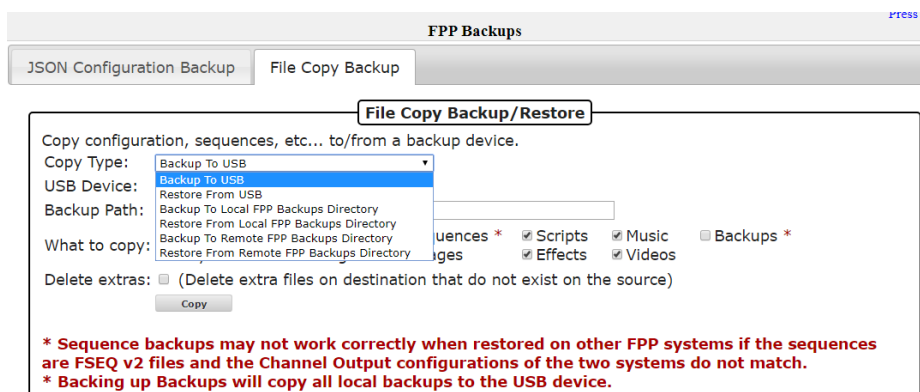 Press
FPP Backups
JSON Configuration Backup File Copy Backup
File Copy Backup/Restore
Copy configuration, sequences, etc... to/from a backup device.
Copy Type: Backup To USB
Backup To USB
USB Device:
Restore From USB
Backup Path: Backup To Local FPP Backups Directory
Restore From Local FPP Backups Directory
What to copy: Backup To Remote FPP Backups Directory
Restore From Remote FPP Backups Directory
uences * Scripts Music Backups *
ges Effects Videos
Delete extras: (Delete extra files on destination that do not exist on the source)
Copy
* Sequence backups may not work correctly when restored on other FPP systems if the sequences
are FSEQ v2 files and the Channel Output configurations of the two systems do not match.
* Backing up Backups will copy all local backups to the USB device.